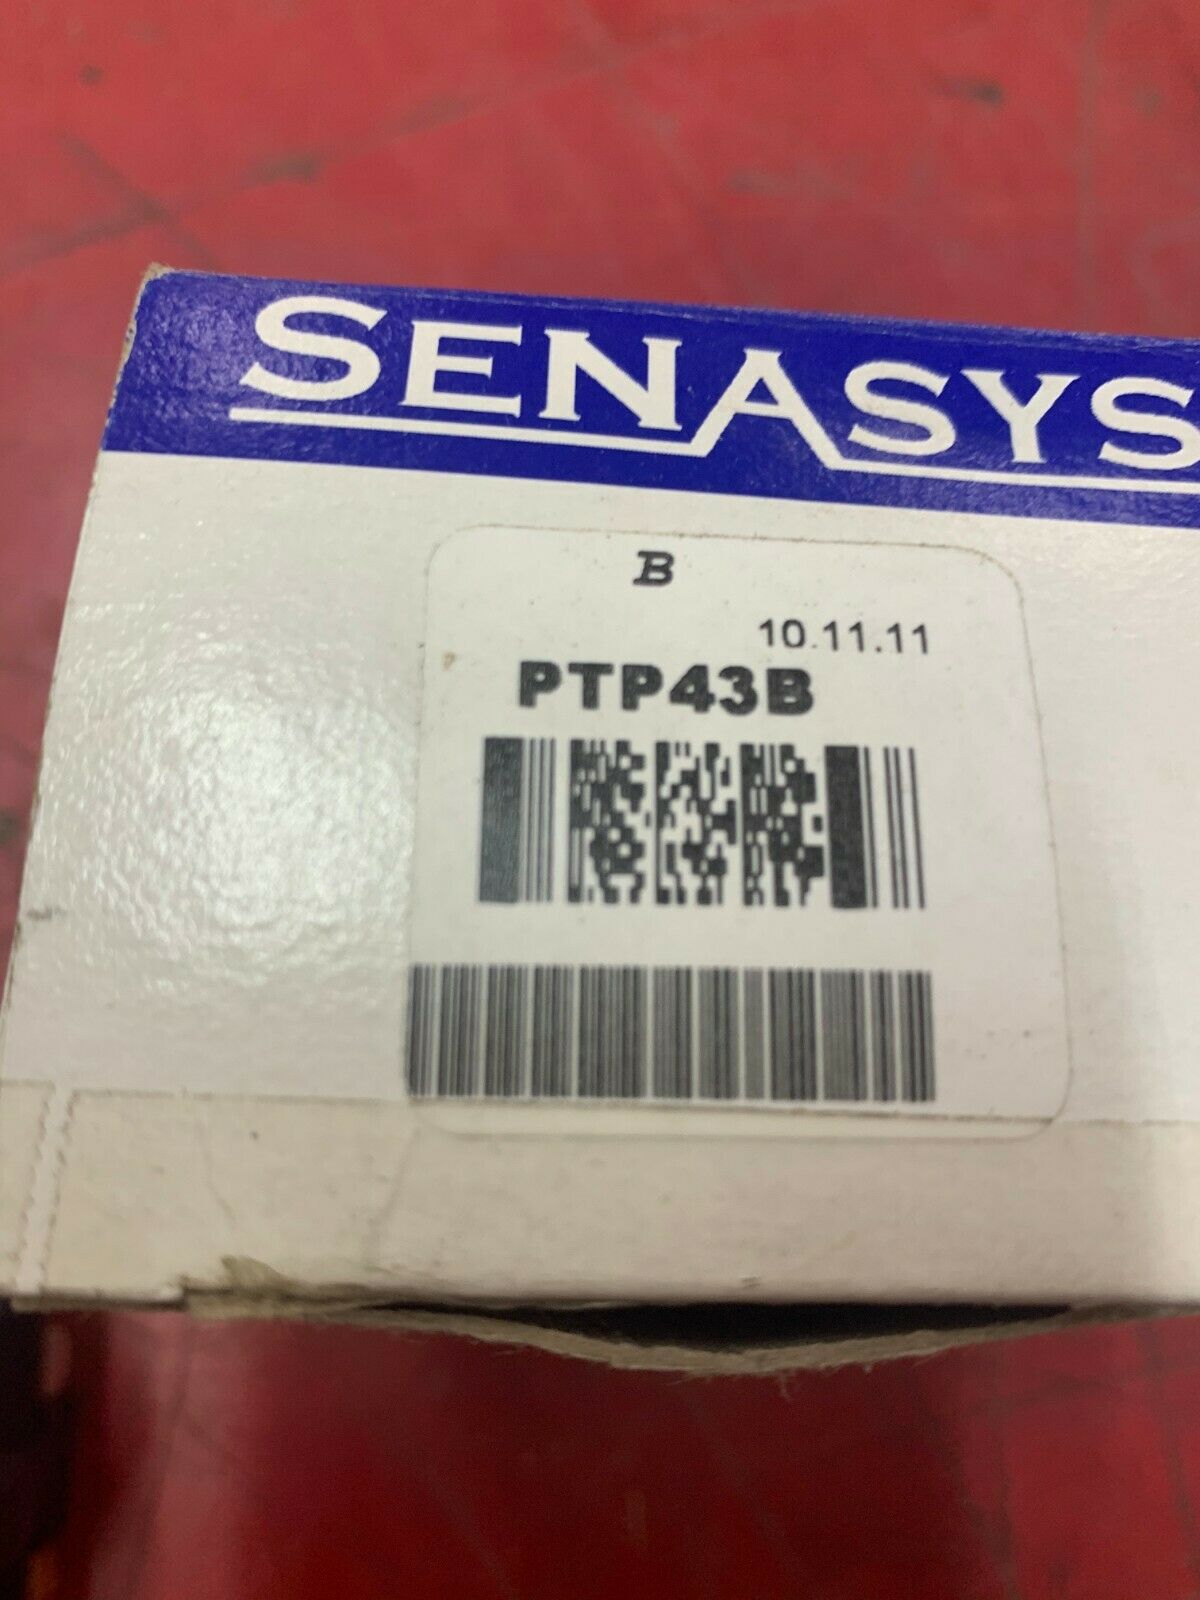 SENASYS
B
10.11.11
PTP43B